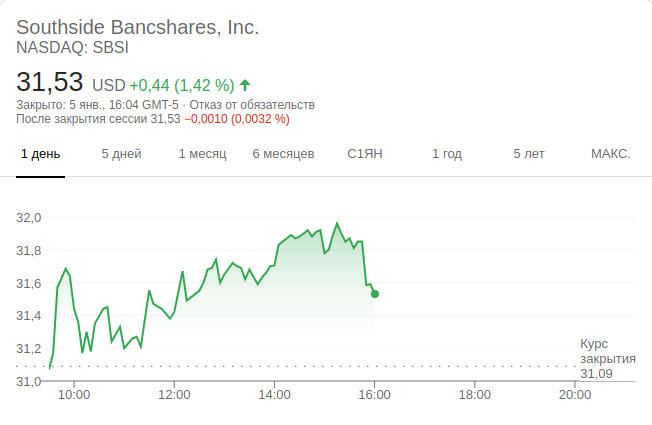 Southside Bancshares, Inc.
NASDAQ: SBSI
31,53 USD +0,44 (1,42 %)
Закрыто: 5 янв., 16:04 GMT-5 · Отказ от обязательств
После закрытия сессии 31,53 −0,0010 (0,0032 %)
1 день 5 дней 1 месяц 6 месяцев С1ЯН 1 год 5 лет МАКС.
32,0
31,8
31,6
31,4
31,2
31,0
Курс
закрытия
31,09
10:00 12:00 14:00 16:00 18:00 20:00